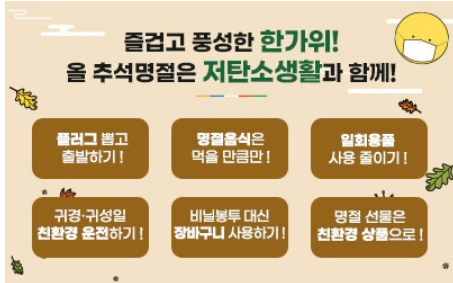 즐겁고 풍성한 한가위!
올 추석명절은 저탄소생활과 함께!
플러그 뽑고
출발하기!
명절음식은
먹을 만큼만!
일회용품
사용 줄이기!
귀경·귀성일
친환경 운전하기!
비닐봉투 대신
장바구니 사용하기!
명절 선물은
친환경 상품으로!